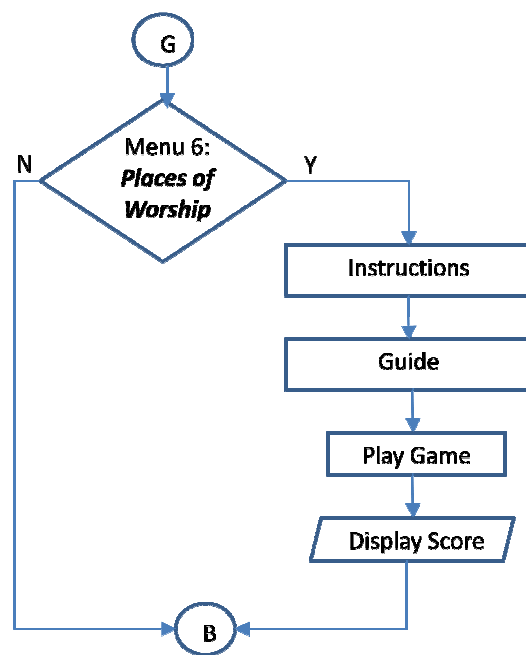 G
Menu 6:
Places of
Worship
N
Y
Instructions
Guide
Play Game
Display Score
B